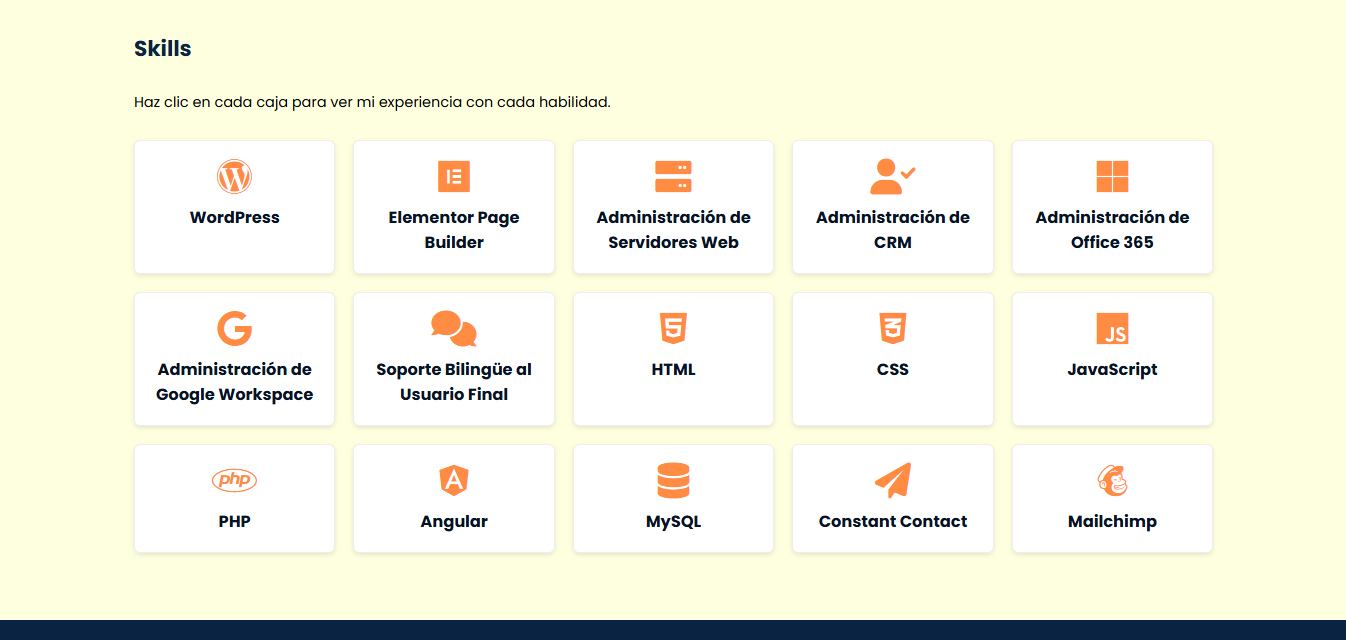 Skills
Haz clic en cada caja para ver mi experiencia con cada habilidad.
WordPress
Elementor Page
Builder
Administración de
Servidores Web
Administración de
CRM
Administración de
Office 365
Administración de
Google Workspace
Soporte Bilingüe al
Usuario Final
HTML
CSS
JS
JavaScript
php
PHP
Angular
MySQL
Constant Contact
Mailchimp